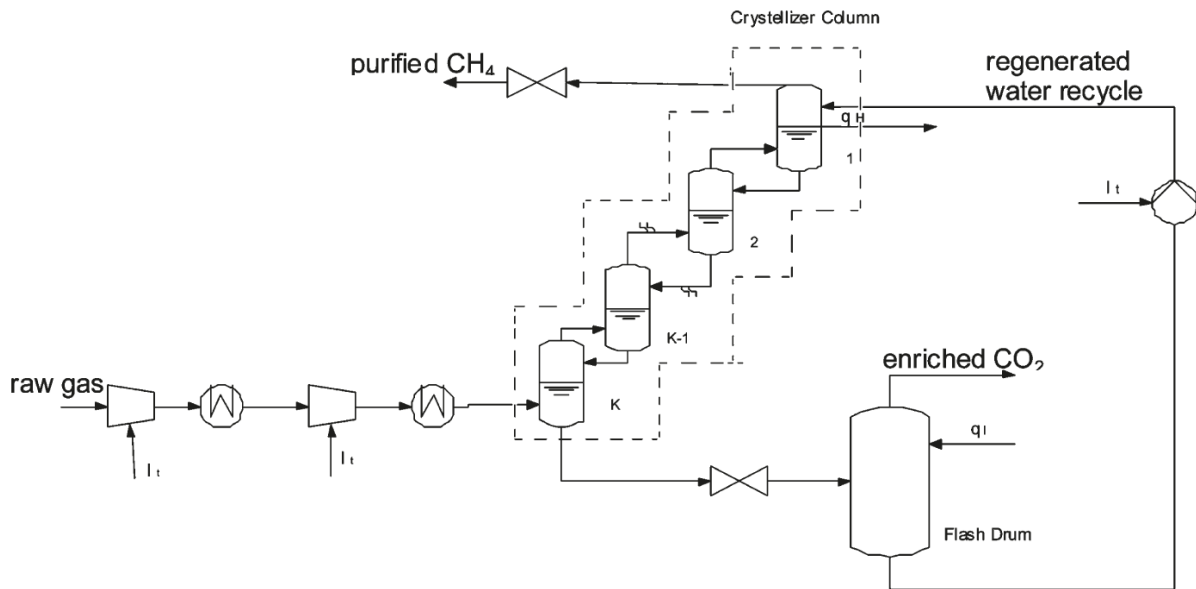 Crystellizer Column
purified CH₄
regenerated
water recycle
q H
1
l t
2
K-1
enriched CO₂
raw gas
K
q l
l t
l t
Flash Drum